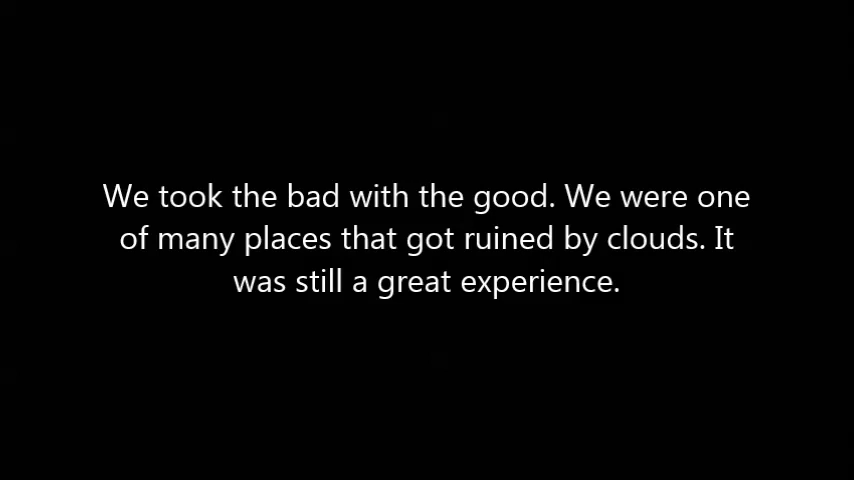 We took the bad with the good. We were one
of many places that got ruined by clouds. It
was still a great experience.